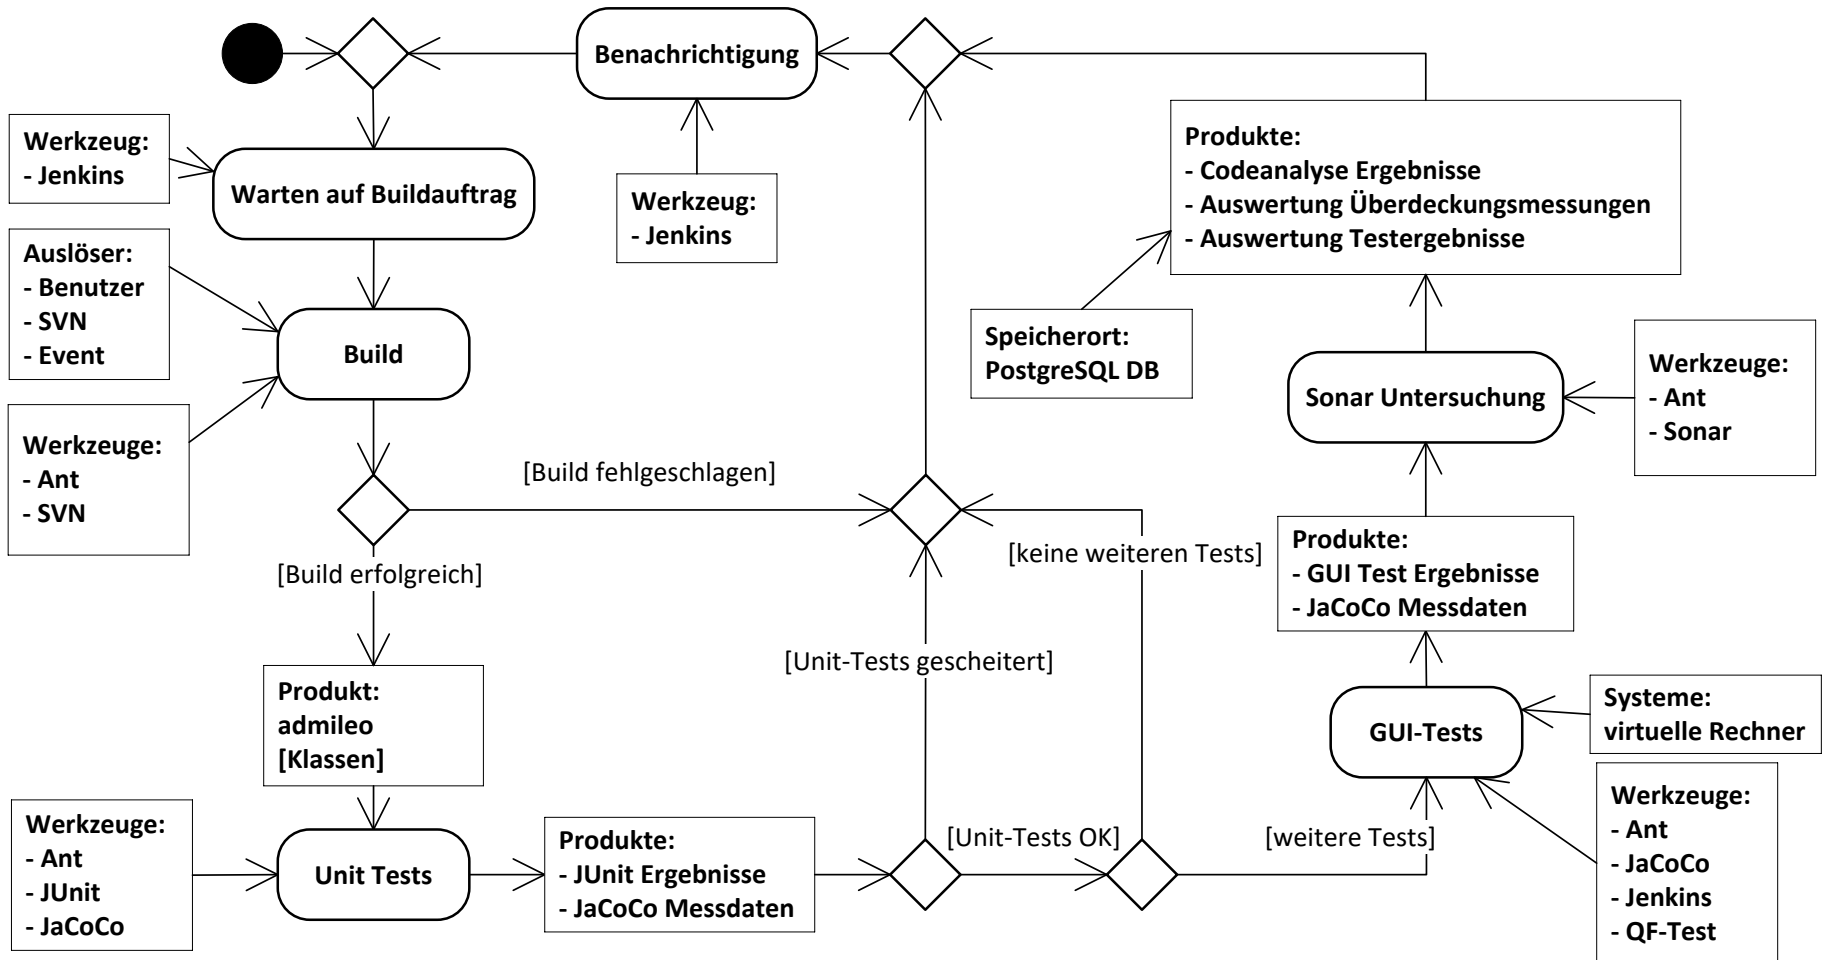 Benachrichtigung
Werkzeug:
- Jenkins
Warten auf Buildauftrag
Werkzeug:
- Jenkins
Produkte:
- Codeanalyse Ergebnisse
- Auswertung Überdeckungsmessungen
- Auswertung Testergebnisse
Auslöser:
- Benutzer
- SVN
- Event
Build
Speicherort:
PostgreSQL DB
Sonar Untersuchung
Werkzeuge:
- Ant
- Sonar
Werkzeuge:
- Ant
- SVN
[Build fehlgeschlagen]
[keine weiteren Tests]
[Build erfolgreich]
Produkte:
- GUI Test Ergebnisse
- JaCoCo Messdaten
[Unit-Tests gescheitert]
Produkt:
admileo
[Klassen]
GUI-Tests
Systeme:
virtuelle Rechner
Werkzeuge:
- Ant
- JUnit
- JaCoCo
Unit Tests
Produkte:
- JUnit Ergebnisse
- JaCoCo Messdaten
[Unit-Tests OK]
[weitere Tests]
Werkzeuge:
- Ant
- JaCoCo
- Jenkins
- QF-Test